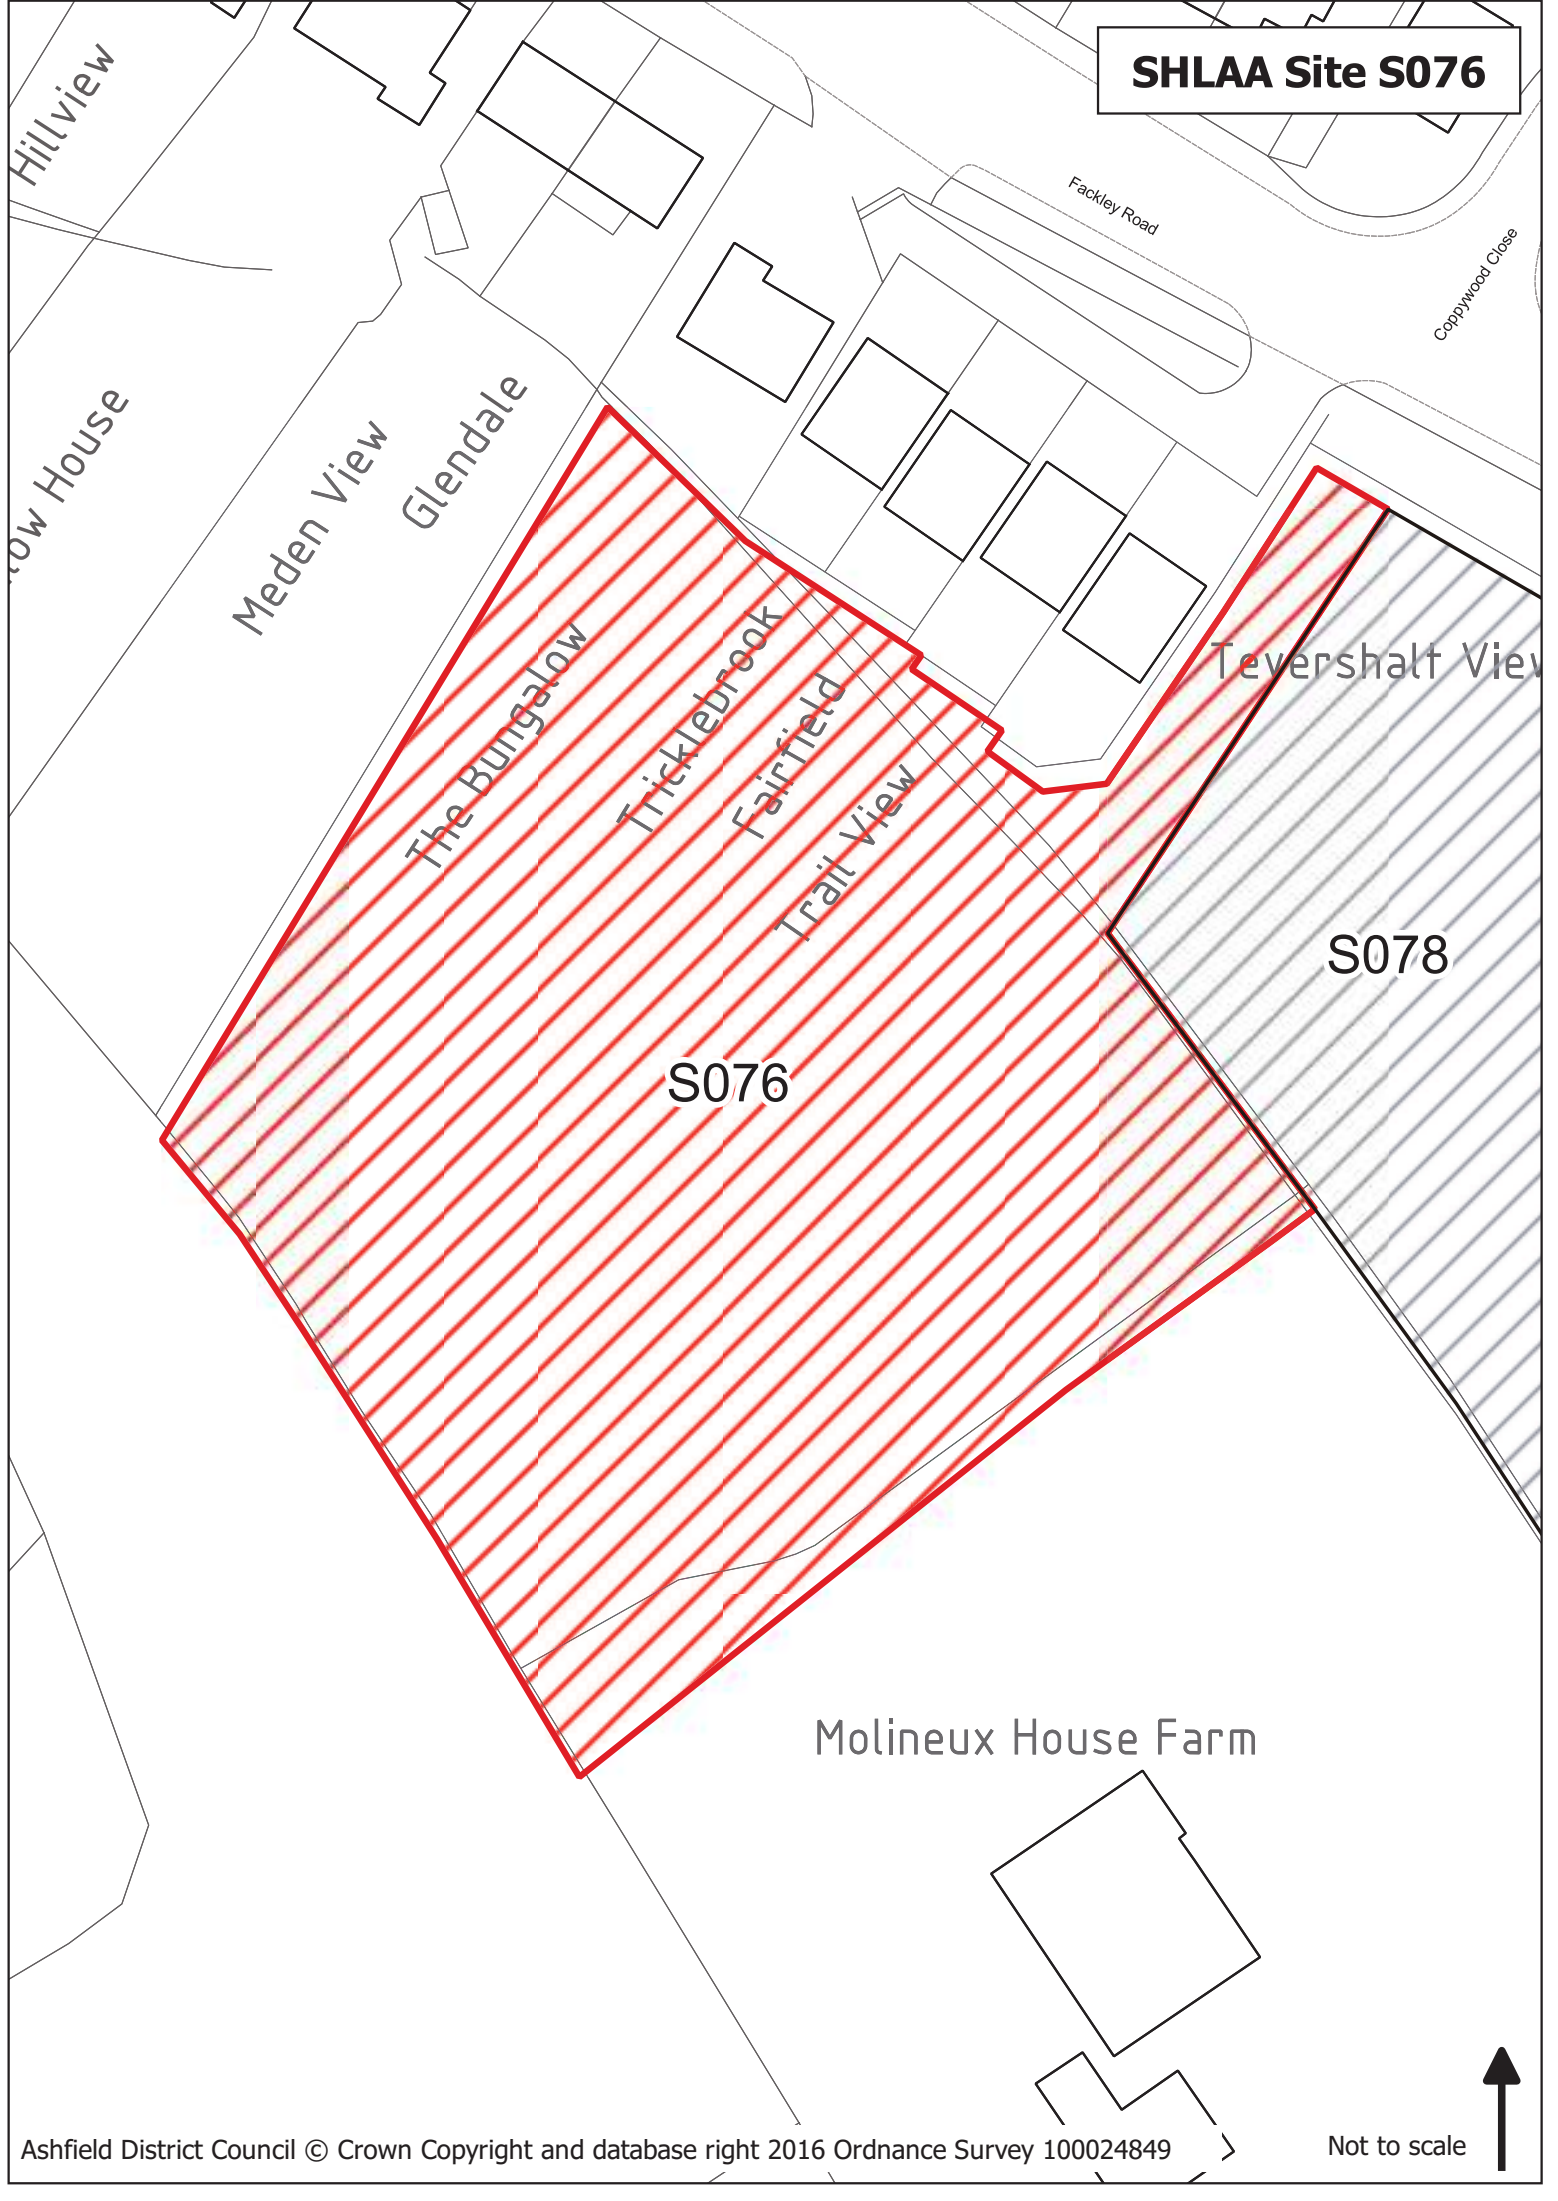 SHLAA Site S076
Hillview
Fackley Road
Coppywood Close
low House
Meden View
Glendale
The Bungalow
Tricklebrook
Fairfield
Trail View
Tevershalt View
S078
S076
Molineux House Farm
Ashfield District Council © Crown Copyright and database right 2016 Ordnance Survey 100024849
Not to scale